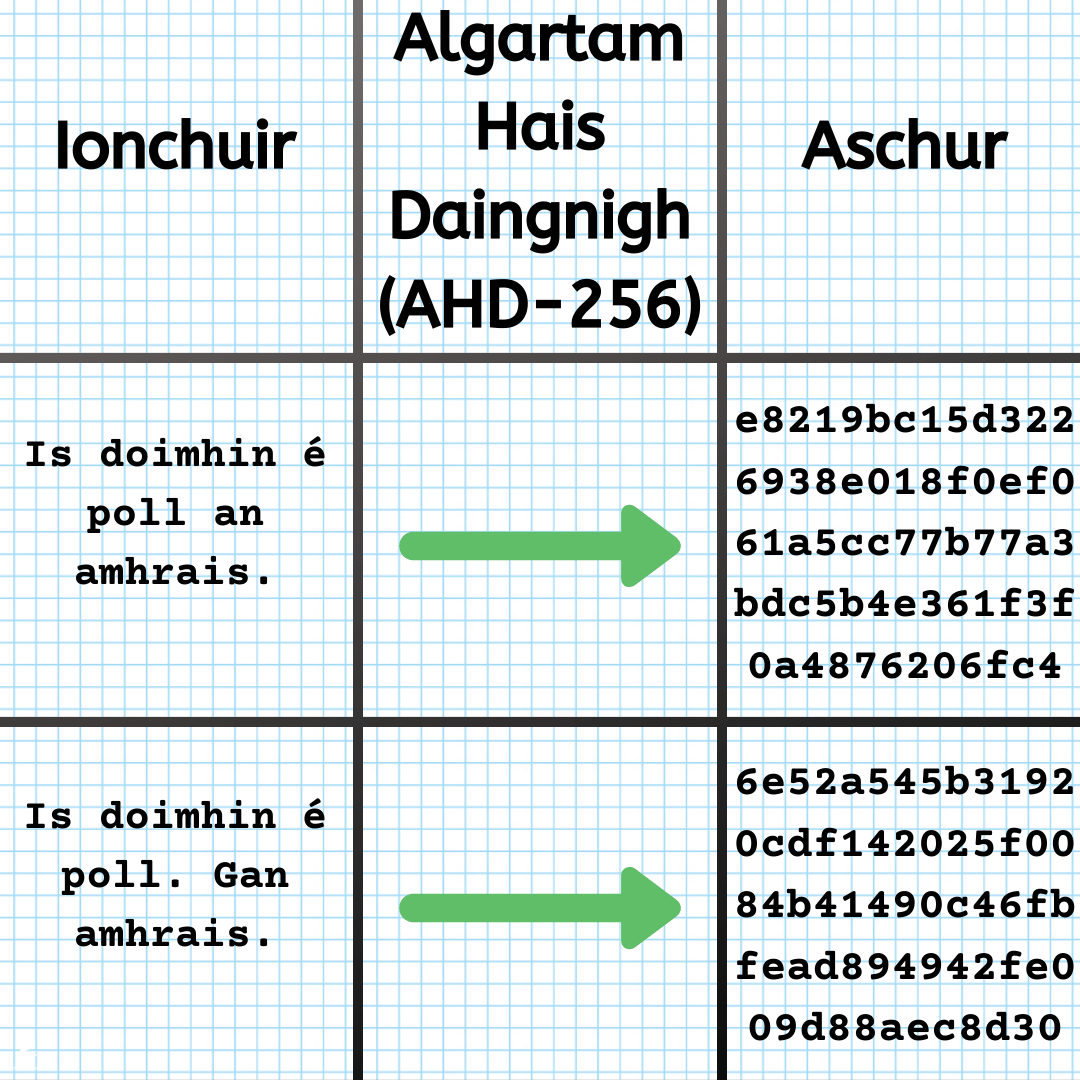 Ionchuir
Algartam
Hais
Daingnigh
(AHD-256)
Aschur
Is doimhin é
poll an
amhrais.
e8219bc15d322
6938e018f0ef0
61a5cc77b77a3
bdc5b4e361f3f
0a4876206fc4
Is doimhin é
poll. Gan
amhrais.
6e52a545b3192
0cdf142025f00
84b41490c46fb
fead894942fe0
09d88aec8d30